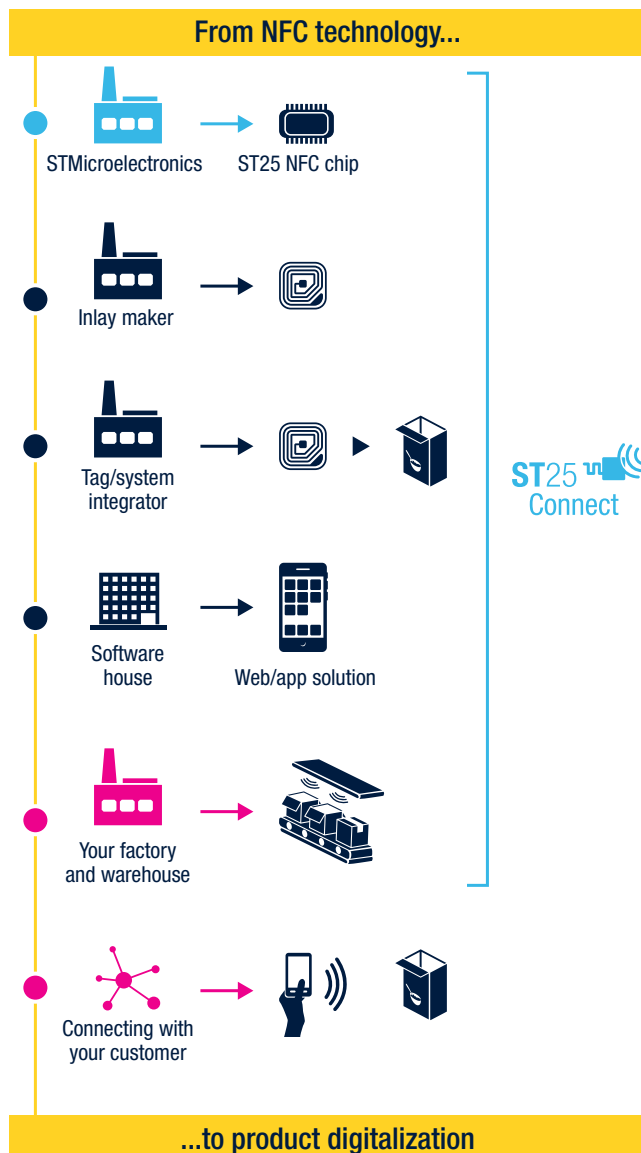 From NFC technology...
STMicroelectronics
ST25 NFC chip
Inlay maker
Tag/system
integrator
ST25
Connect
Software
house
Web/app solution
Your factory
and warehouse
Connecting with
your customer
...to product digitalization